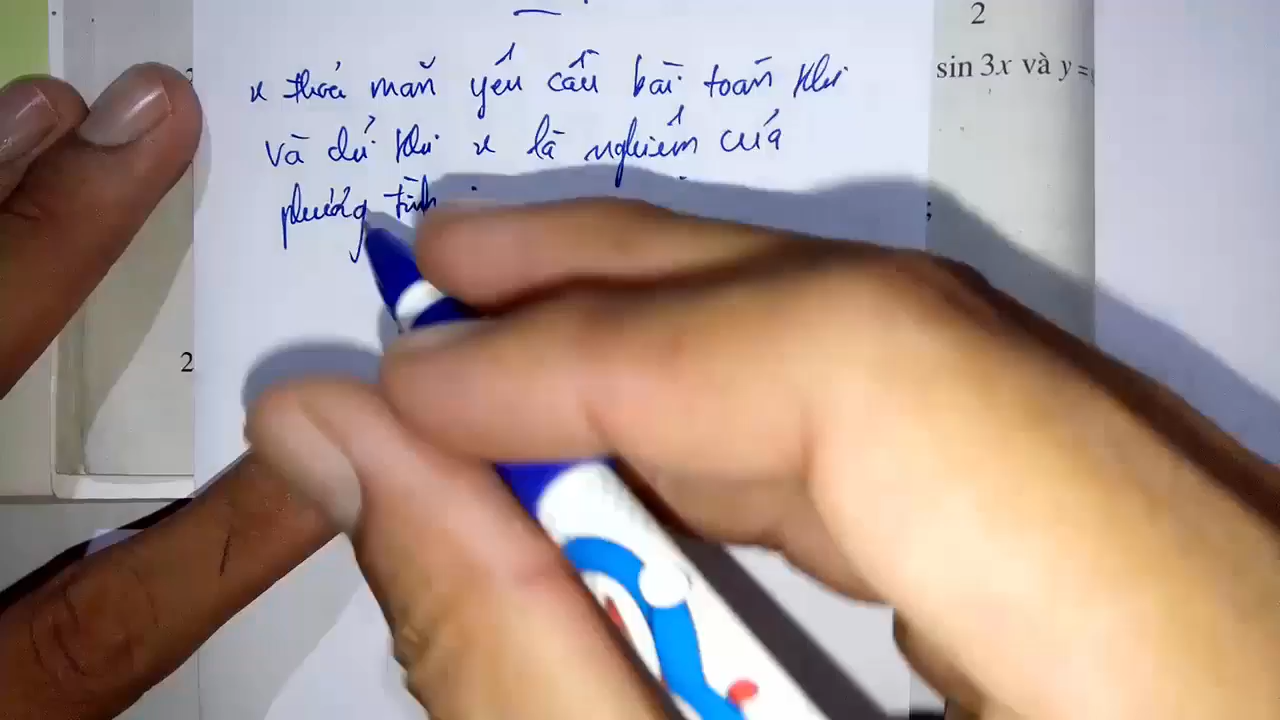 x thỏa mãn yêu cầu bài toán khi
và chỉ khi x là nghiệm của
phương trình
2
sin 3x và y =
2